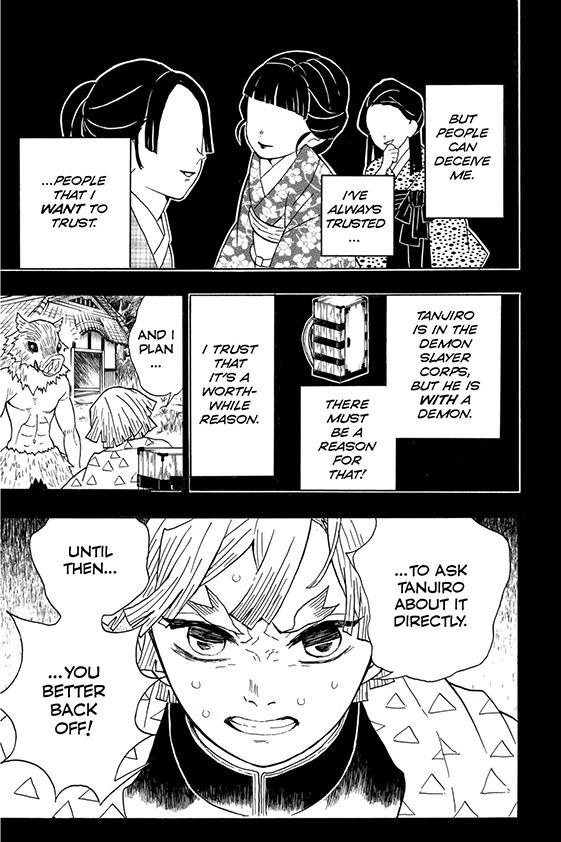 BUT
PEOPLE
CAN
DECEIVE
ME.
I'VE
ALWAYS
TRUSTED
...
...PEOPLE
THAT I
WANT TO
TRUST.
TANJIRO
IS IN THE
DEMON
SLAYER
CORPS,
BUT HE IS
WITH A
DEMON.
THERE
MUST
BE A
REASON
FOR
THAT!
I TRUST
THAT
IT'S A
WORTH-
WHILE
REASON.
AND I
PLAN
...
...TO ASK
TANJIRO
ABOUT IT
DIRECTLY.
UNTIL
THEN...
...YOU
BETTER
BACK
OFF!